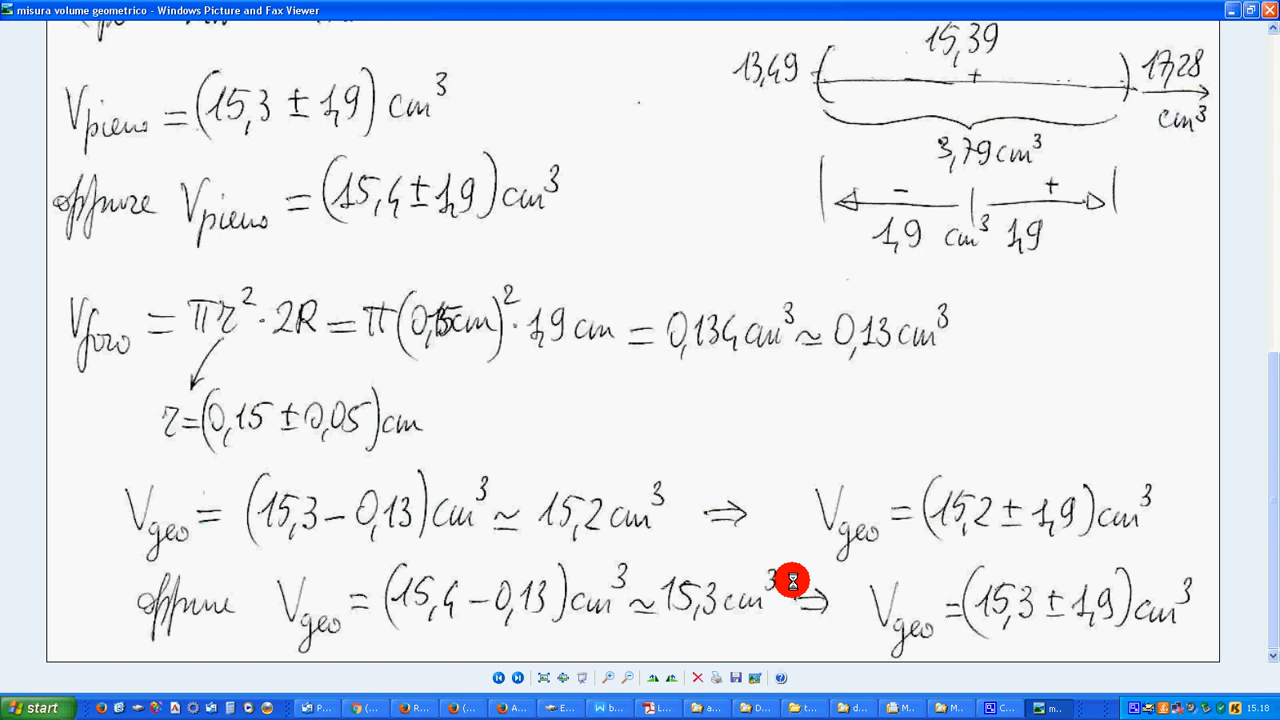 misura volume geometrico - Windows Picture and Fax Viewer
15,39
13,49
17,28
cm³
3,79 cm³
- +
1,9 cm³ 1,9
Vpieno = (15,3 ± 1,9) cm³
oppure Vpieno = (15,4 ± 1,9) cm³
Vforo = πr² · 2R = π(0,15cm)² · 1,9 cm = 0,134 cm³ ≃ 0,13 cm³
r = (0,15 ± 0,05) cm
Vgeo = (15,3 - 0,13) cm³ ≃ 15,2 cm³ ⇒ Vgeo = (15,2 ± 1,9) cm³
oppure Vgeo = (15,4 - 0,13) cm³ ≃ 15,3 cm³ ⇒ Vgeo = (15,3 ± 1,9) cm³
start P... (... R... (... A... E... b... L... a... D... t... d... M... M... C... m... 15.18